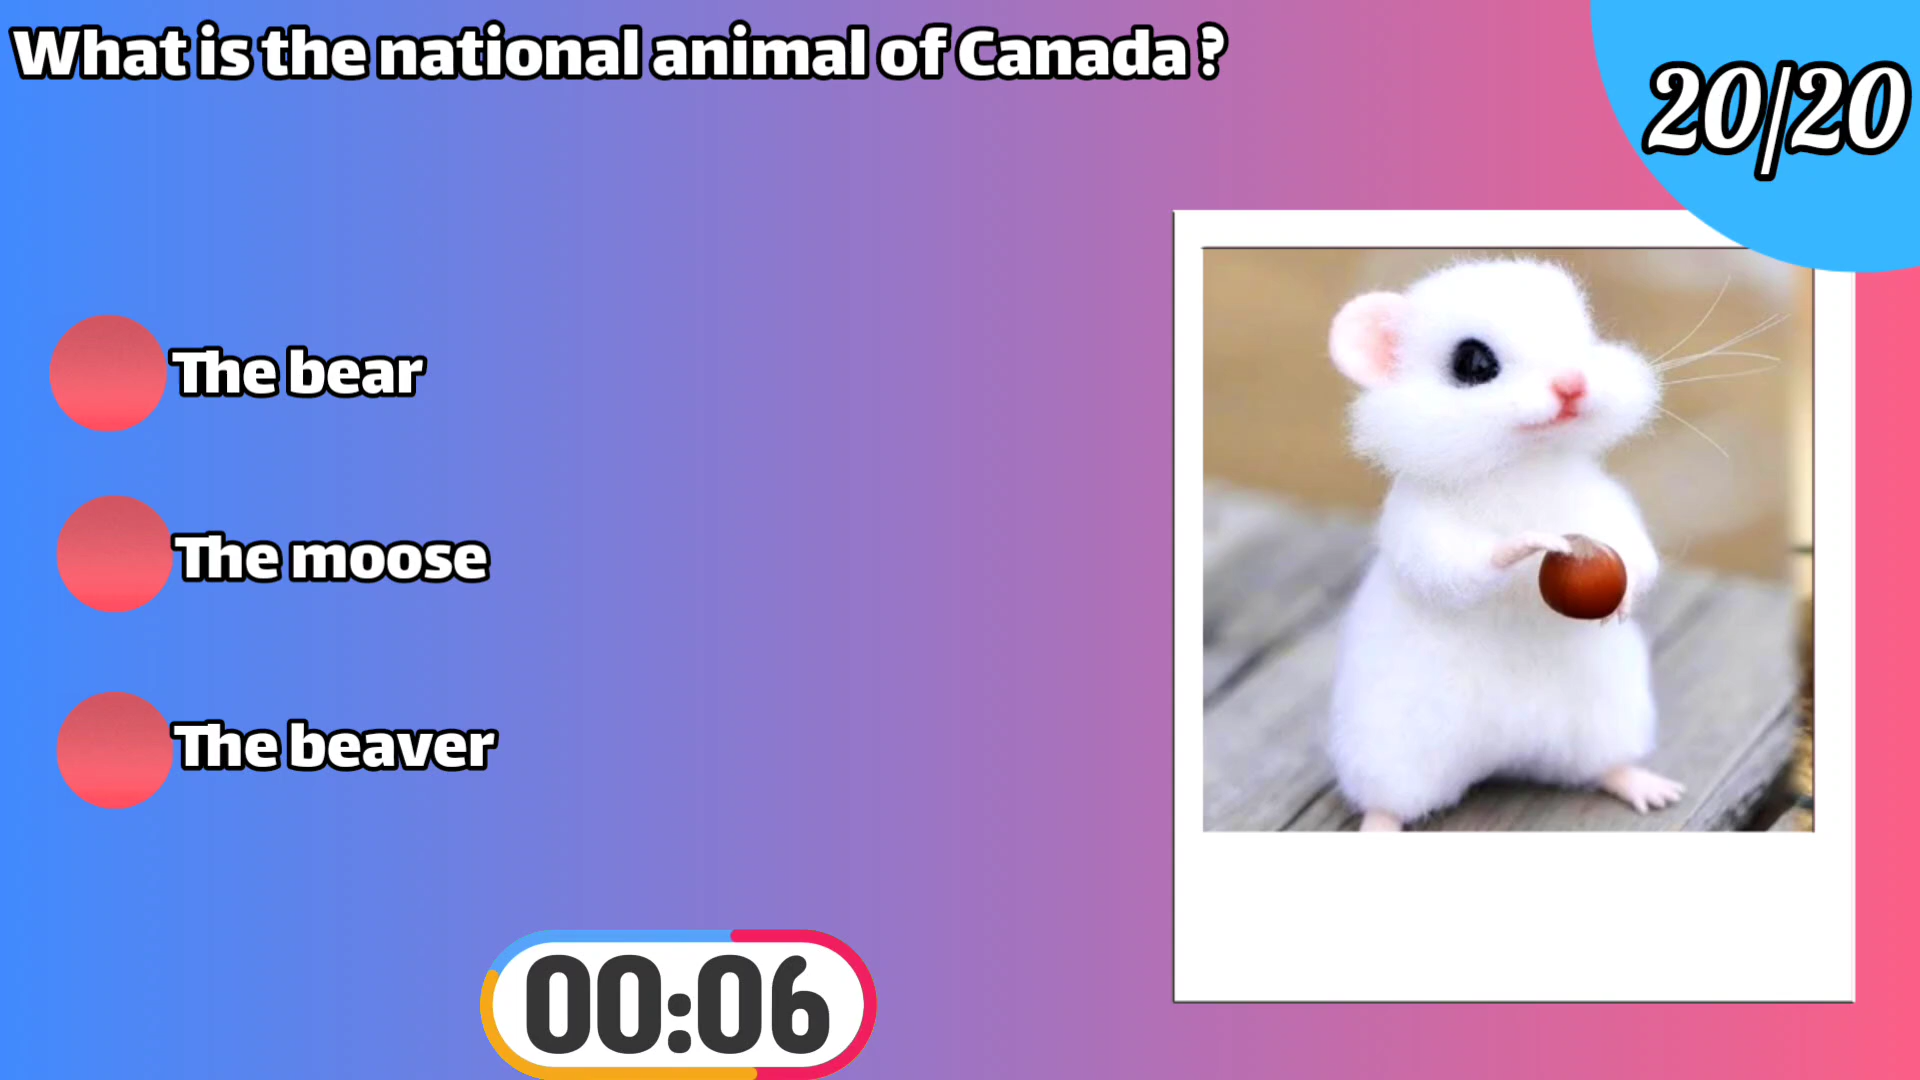 What is the national animal of Canada ?
20/20
The bear
The moose
The beaver
00:06